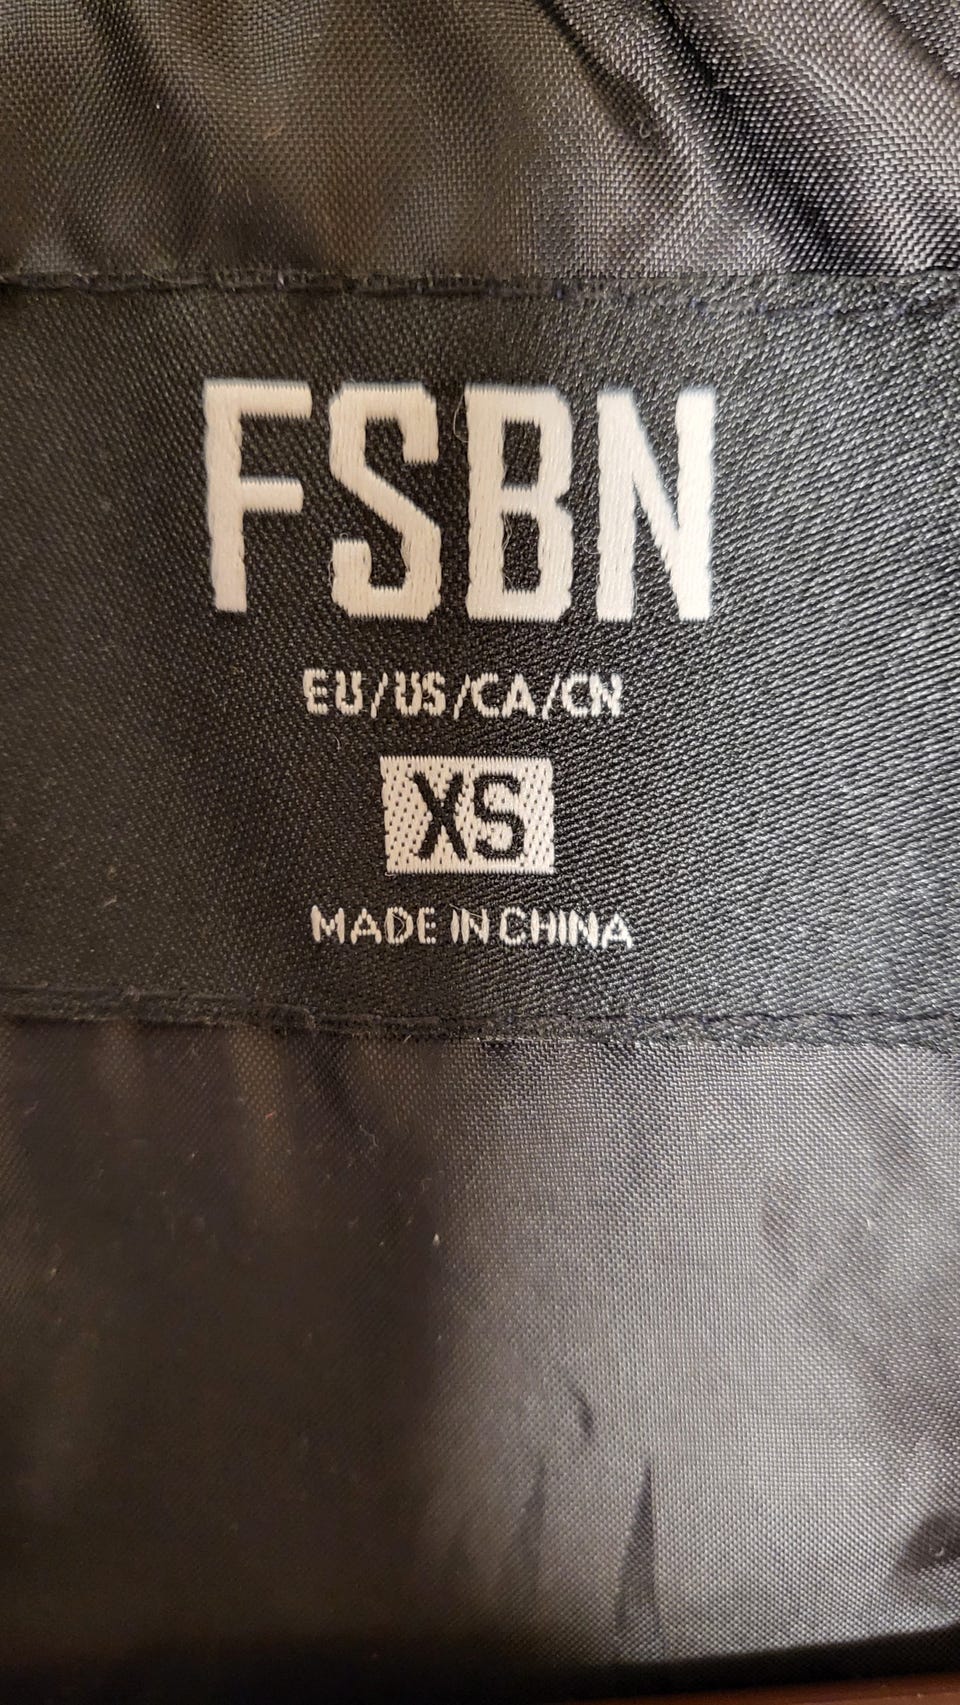 FSBN
EU/US/CA/CN
XS
MADE IN CHINA